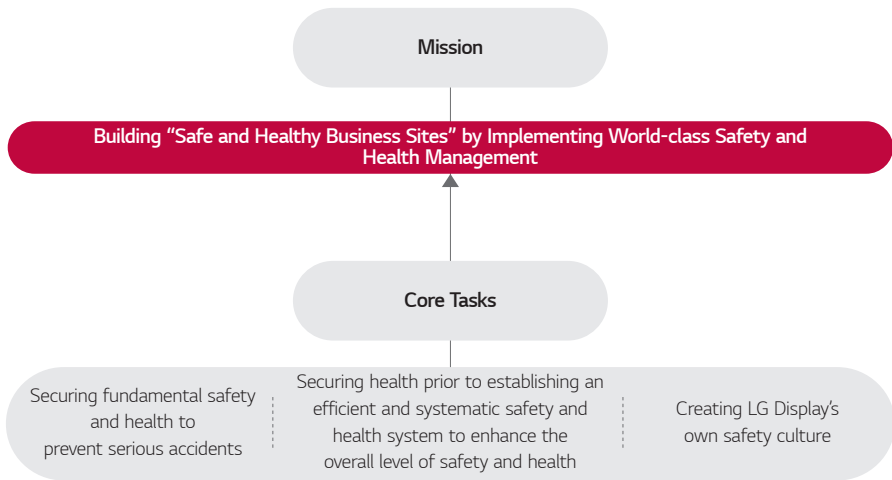 Mission
Building “Safe and Healthy Business Sites” by Implementing World-class Safety and
Health Management
Core Tasks
Securing fundamental safety
and health to
prevent serious accidents
Securing health prior to establishing an
efficient and systematic safety and
health system to enhance the
overall level of safety and health
Creating LG Display’s
own safety culture